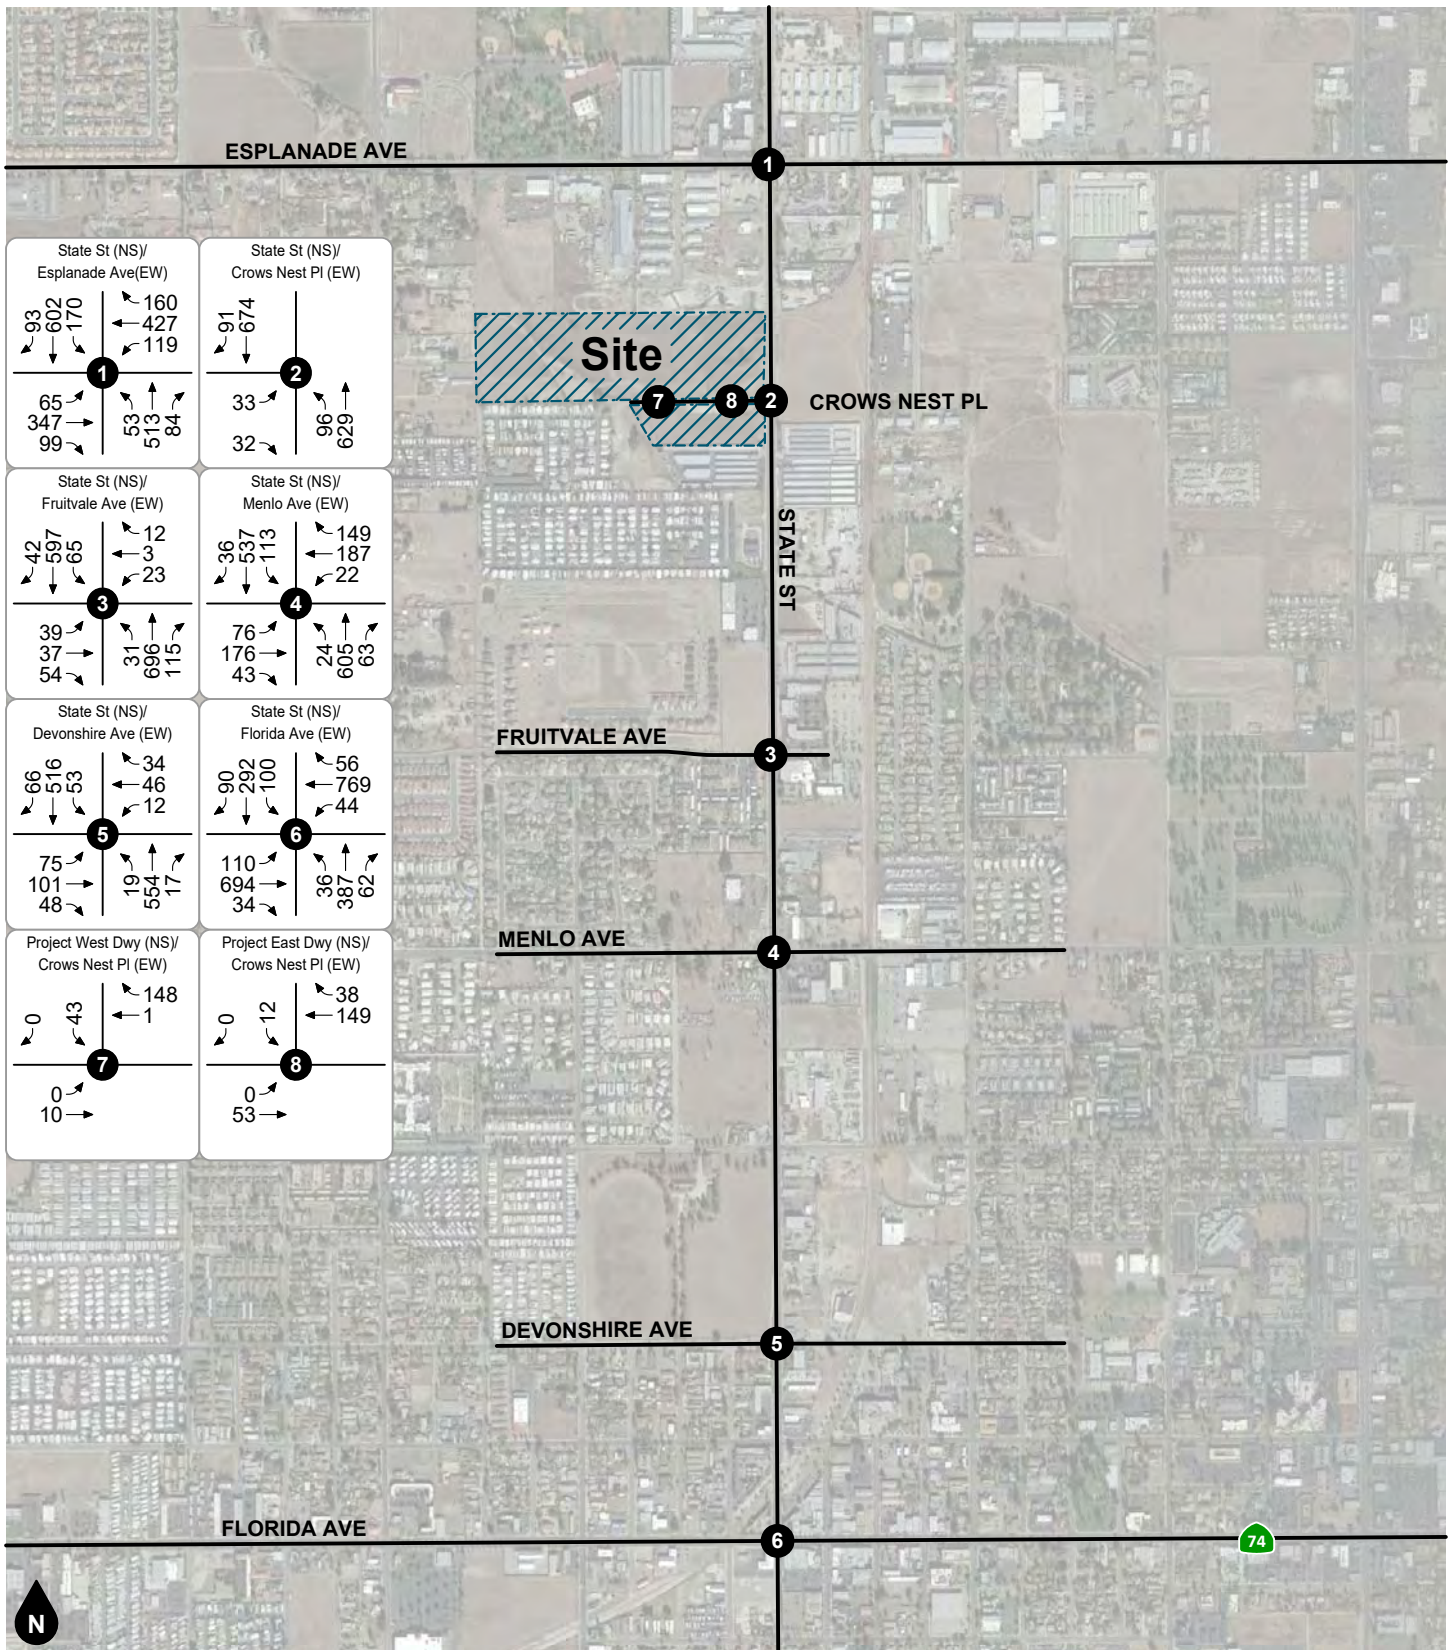 ESPLANADE AVE
1
State St (NS)/
Esplanade Ave(EW)
93 602 170
160
427
119
1
65
347
99
53 513 84
State St (NS)/
Crows Nest Pl (EW)
91 674
2
33
32
96 629
State St (NS)/
Fruitvale Ave (EW)
42 597 65
12
3
23
3
39
37
54
31 696 115
State St (NS)/
Menlo Ave (EW)
36 537 113
149
187
22
4
76
176
43
24 605 63
State St (NS)/
Devonshire Ave (EW)
66 516 53
34
46
12
5
75
101
48
19 554 17
State St (NS)/
Florida Ave (EW)
90 292 100
56
769
44
6
110
694
34
36 387 62
Project West Dwy (NS)/
Crows Nest Pl (EW)
0 43
148
1
7
0
10
Project East Dwy (NS)/
Crows Nest Pl (EW)
0 12
38
149
8
0
53
Site
7 8 2 CROWS NEST PL
STATE ST
FRUITVALE AVE
3
MENLO AVE
4
DEVONSHIRE AVE
5
FLORIDA AVE
6
74
N